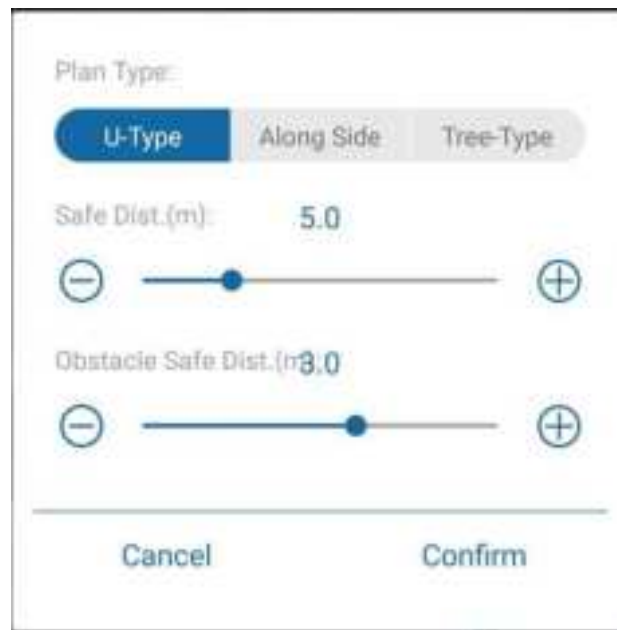 Plan Type:
U-Type Along Side Tree-Type
Safe Dist.(m): 5.0
Obstacle Safe Dist.(m 3.0
Cancel Confirm